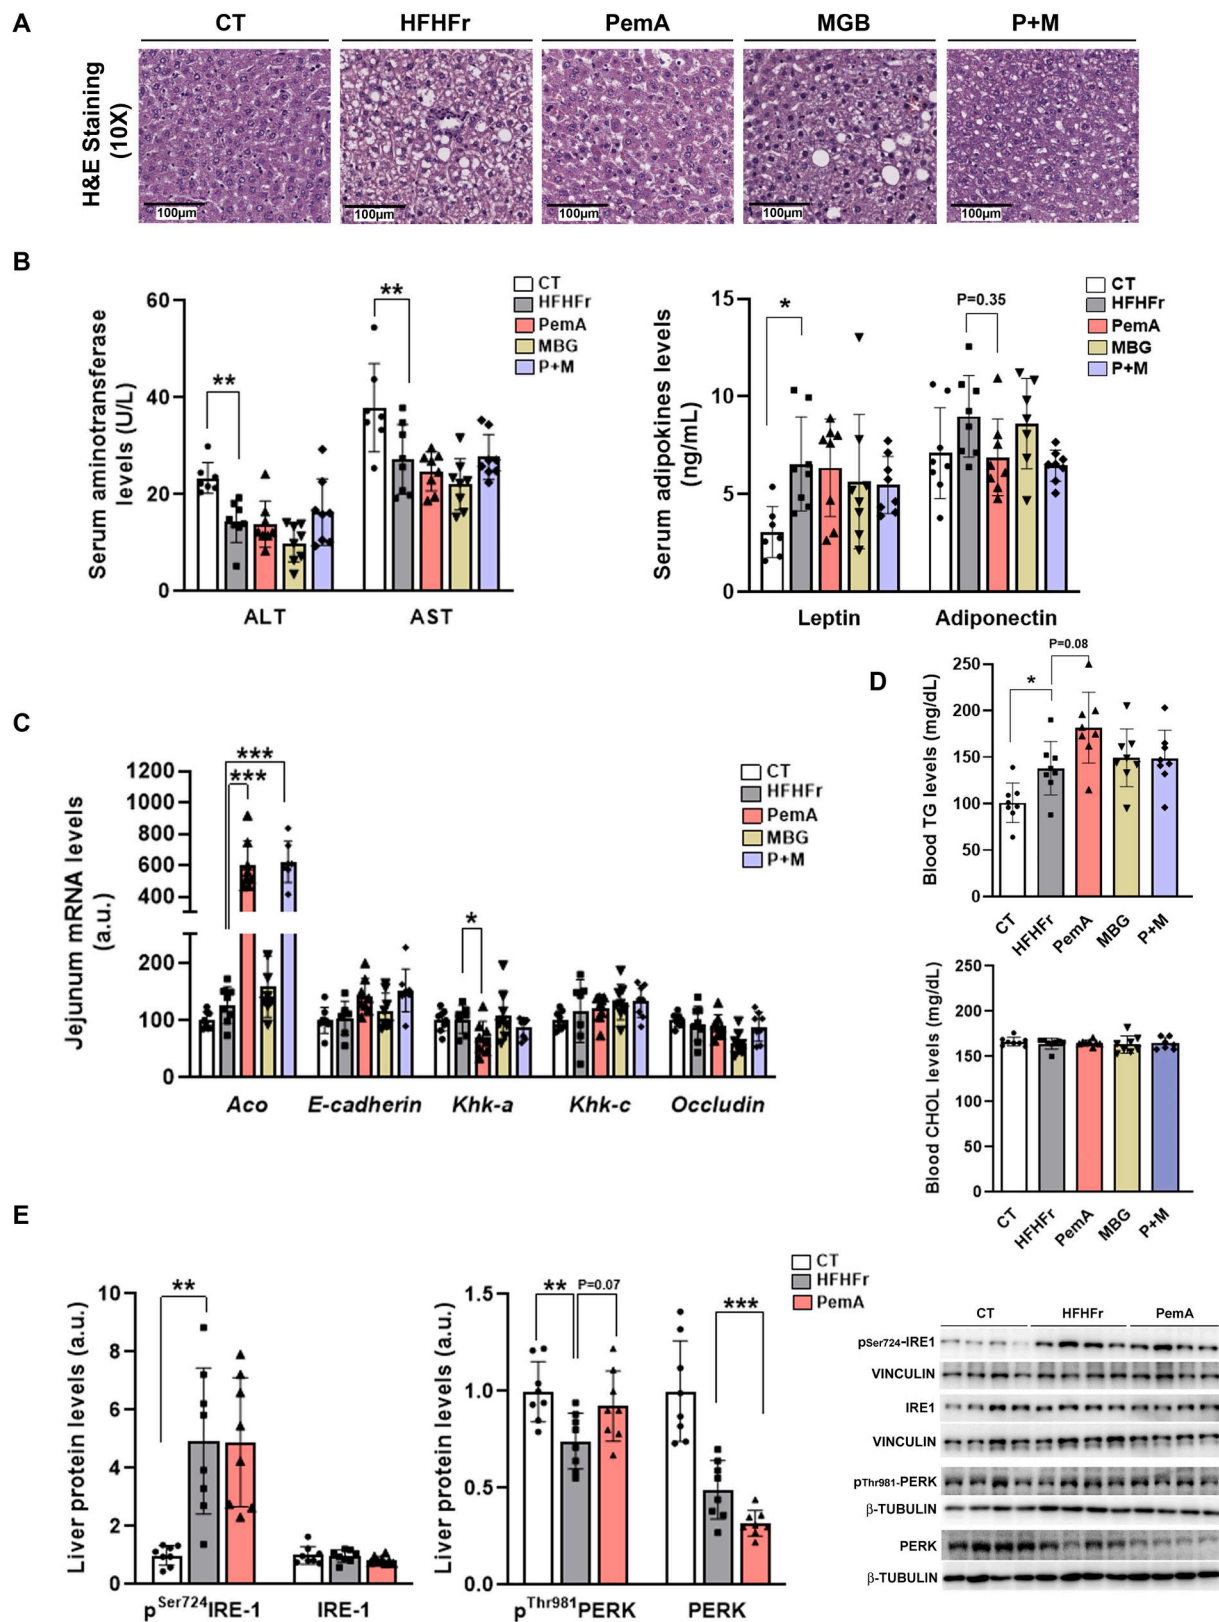 A
CT
HFHFr
PemA
MGB
P+M
H&E Staining
(10X)
100μm
100μm
100μm
100μm
100μm
B
Serum aminotransferase
levels (U/L)
60
40
20
0
**
**
ALT
AST
CT
HFHFr
PemA
MBG
P+M
Serum adipokines levels
(ng/mL)
15
10
5
0
*
P=0.35
Leptin
Adiponectin
CT
HFHFr
PemA
MBG
P+M
C
Jejunum mRNA levels
(a.u.)
1200
1000
800
600
400
200
100
0
***
***
*
Aco
E-cadherin
Khk-a
Khk-c
Occludin
CT
HFHFr
PemA
MBG
P+M
D
Blood TG levels (mg/dL)
250
200
150
100
50
0
*
P=0.08
CT
HFHFr
PemA
MBG
P+M
Blood CHOL levels (mg/dL)
250
200
150
100
50
0
CT
HFHFr
PemA
MBG
P+M
E
Liver protein levels (a.u.)
10
8
6
4
2
0
**
pSer724IRE-1
IRE-1
Liver protein levels (a.u.)
1.5
1.0
0.5
0.0
**
P=0.07
***
pThr981PERK
PERK
CT
HFHFr
PemA
CT
HFHFr
PemA
pSer724-IRE1
VINCULIN
IRE1
VINCULIN
pThr981-PERK
β-TUBULIN
PERK
β-TUBULIN